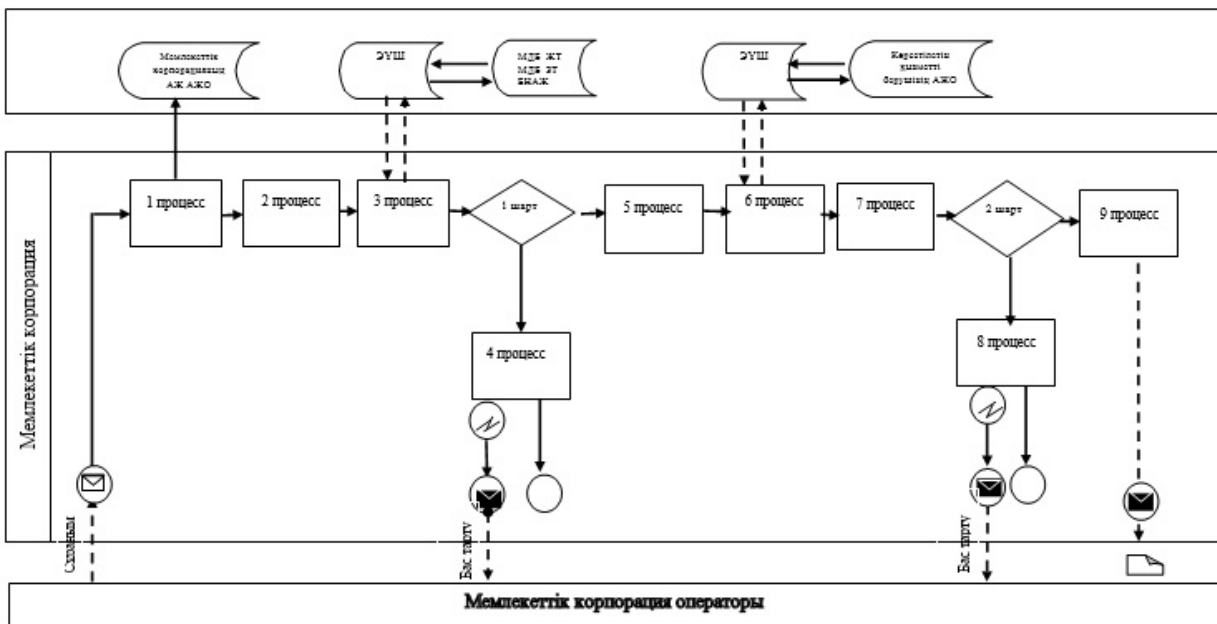 Мемлекеттік
корпорацияның
АЖ АЖО
ЭҮШ
МДБ ЖТ
МДБ ЗТ
БНАЖ
ЭҮШ
Көрсетілетін
қызметті
берушінің АЖО
Мемлекеттік корпорация
1 процесс
2 процесс
3 процесс
1 шарт
5 процесс
6 процесс
7 процесс
2 шарт
9 процесс
4 процесс
8 процесс
Сұраным
Бас тарту
Бас тарту
Мемлекеттік корпорация операторы